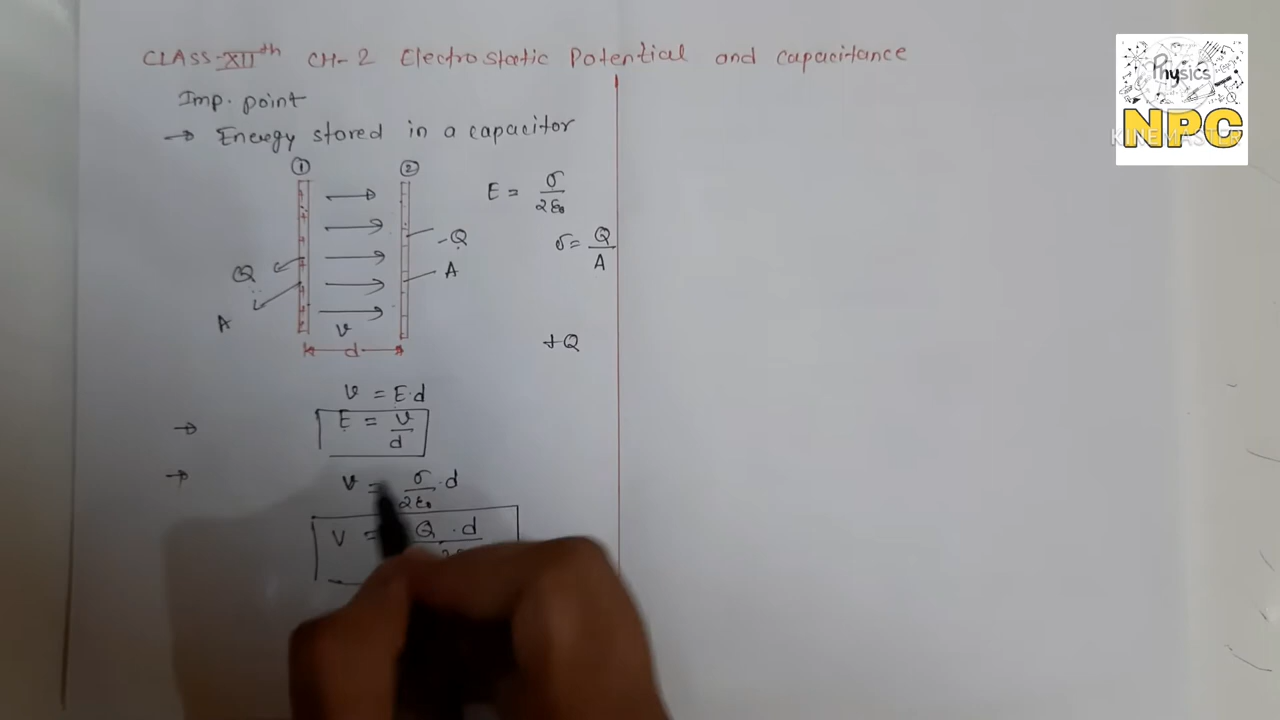 CLASS-XIIth CH-2 Electrostatic Potential and capacitance
Imp. point
→ Energy stored in a capacitor
① ②
E = σ/2ε₀
-Q
σ = Q/A
Q
A
A
V
d
+Q
V = E.d
→ E = V/d
→ V = σ/2ε₀ . d
V = Q . d
Physics
NPC
KINEMASTER